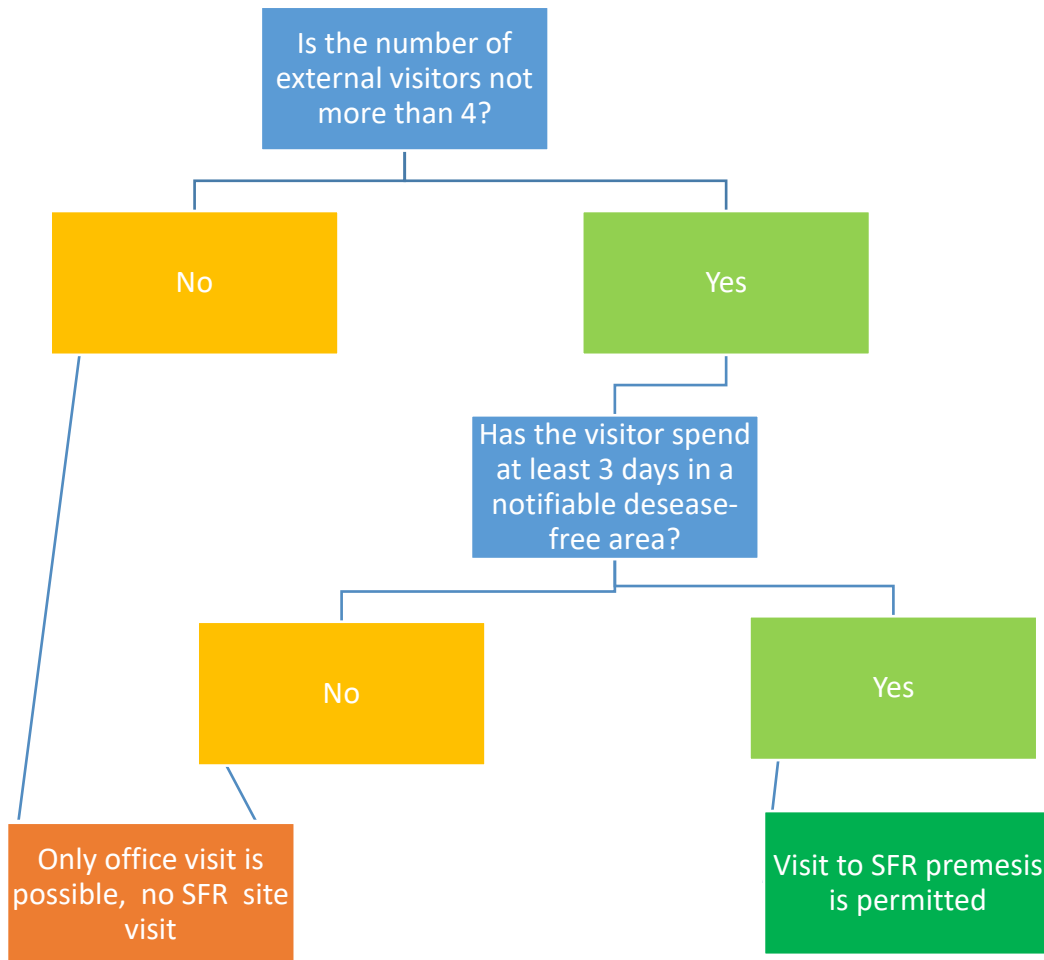 Is the number of
external visitors not
more than 4?
No
Yes
Has the visitor spend
at least 3 days in a
notifiable desease-
free area?
No
Yes
Only office visit is
possible, no SFR site
visit
Visit to SFR premesis
is permitted